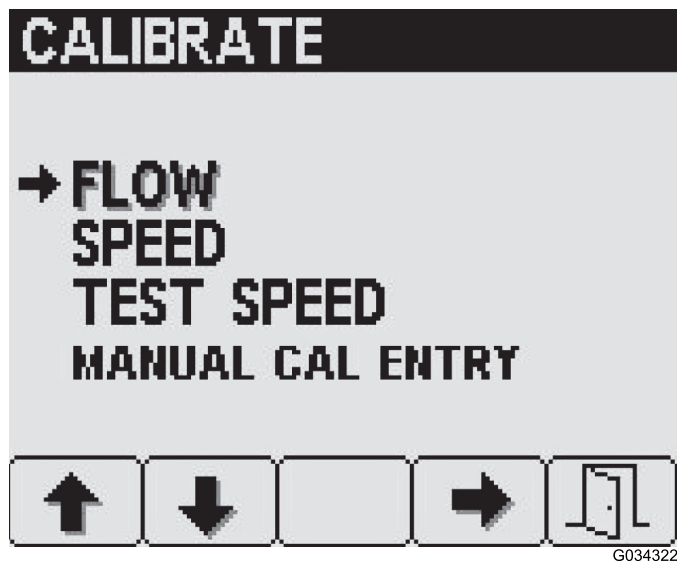 CALIBRATE
FLOW
SPEED
TEST SPEED
MANUAL CAL ENTRY
G034322